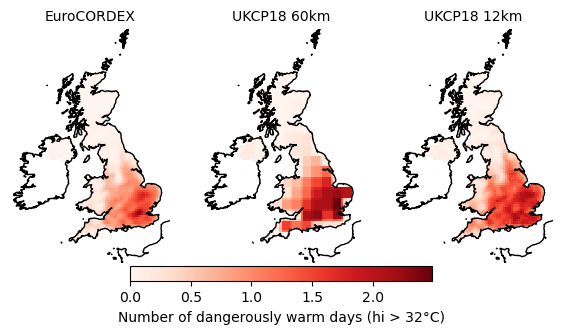 EuroCORDEX UKCP18 60km UKCP18 12km
0.0 0.5 1.0 1.5 2.0
Number of dangerously warm days (hi > 32°C)